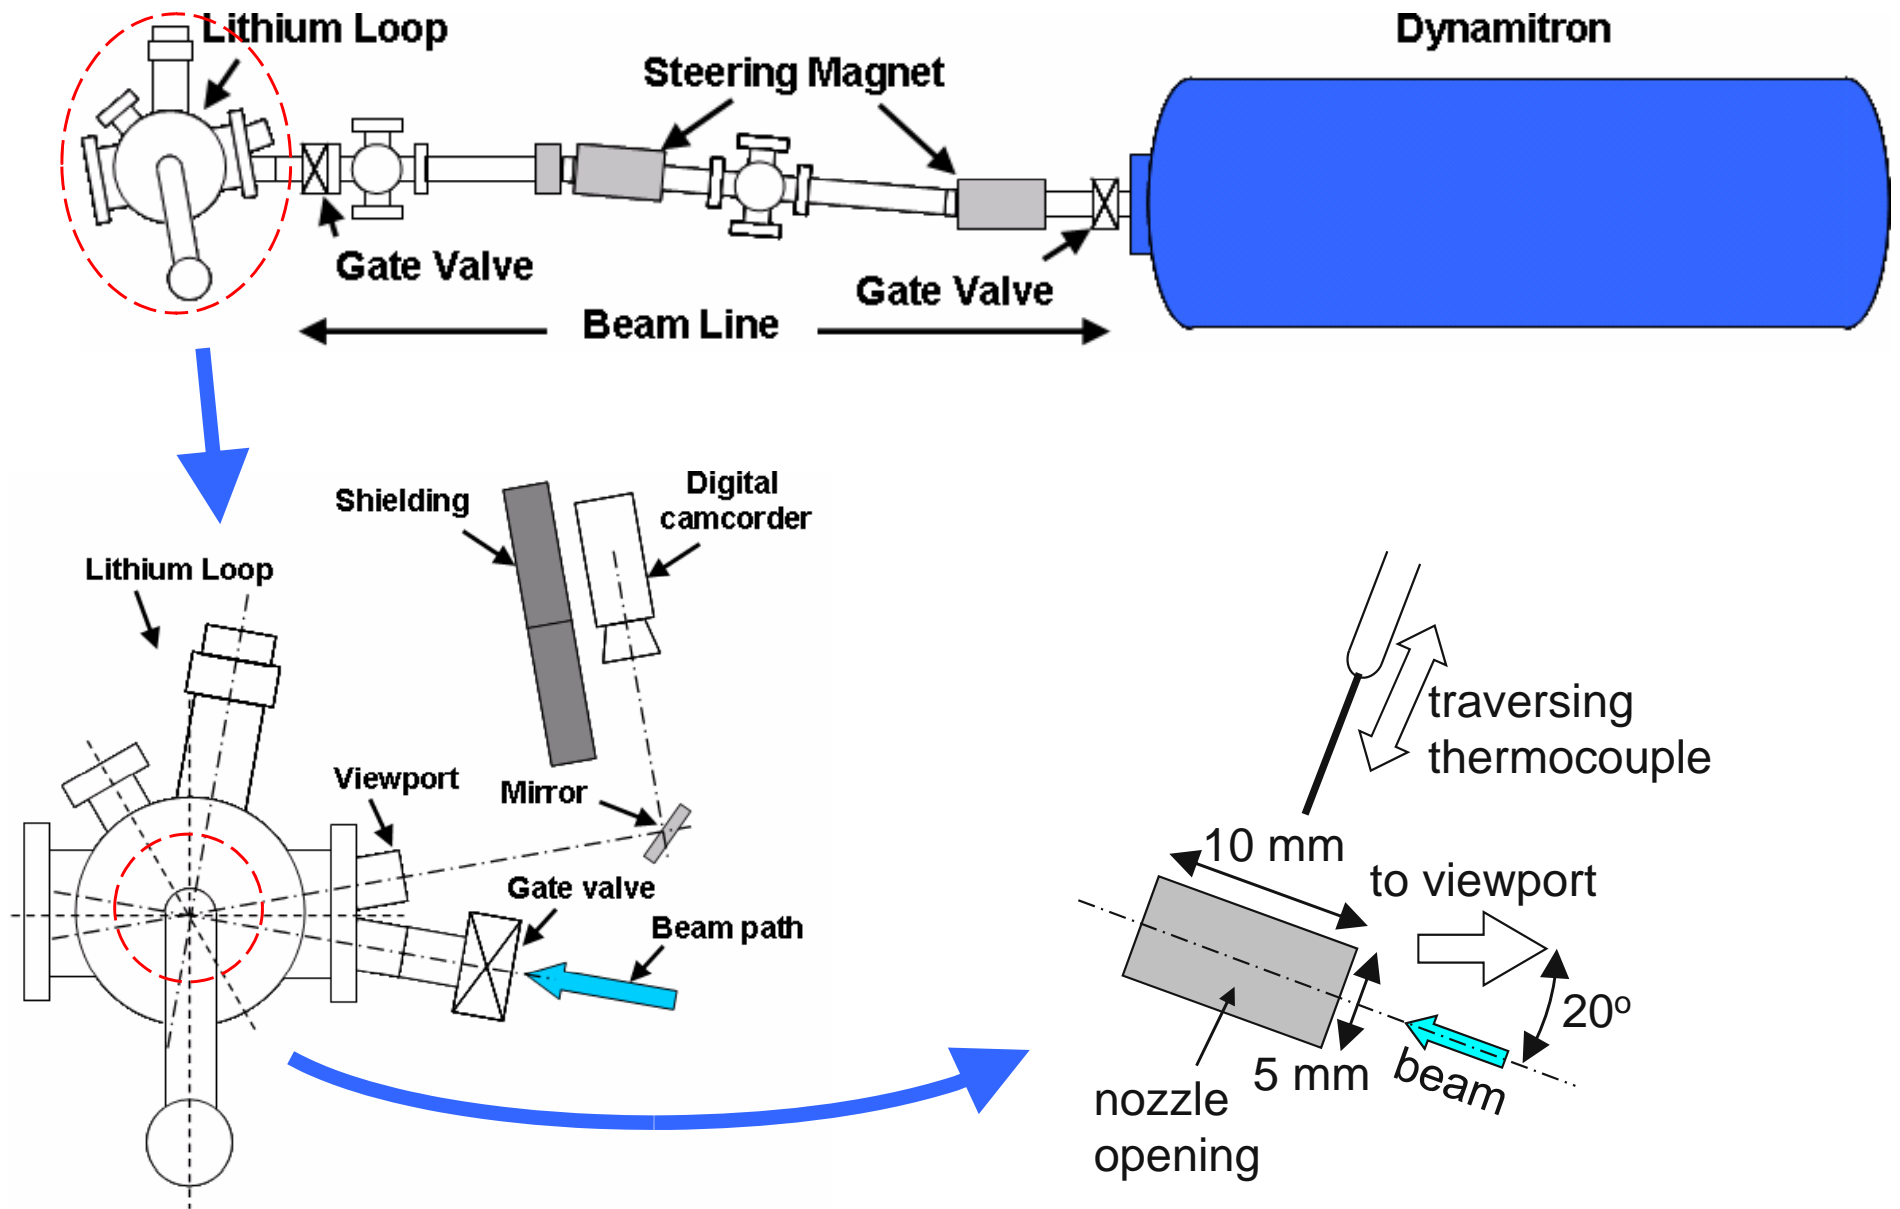 Lithium Loop
Dynamitron
Steering Magnet
Gate Valve
Gate Valve
Beam Line
Shielding
Digital
camcorder
Lithium Loop
Viewport
Mirror
Gate valve
Beam path
traversing
thermocouple
10 mm
to viewport
20º
5 mm
beam
nozzle
opening